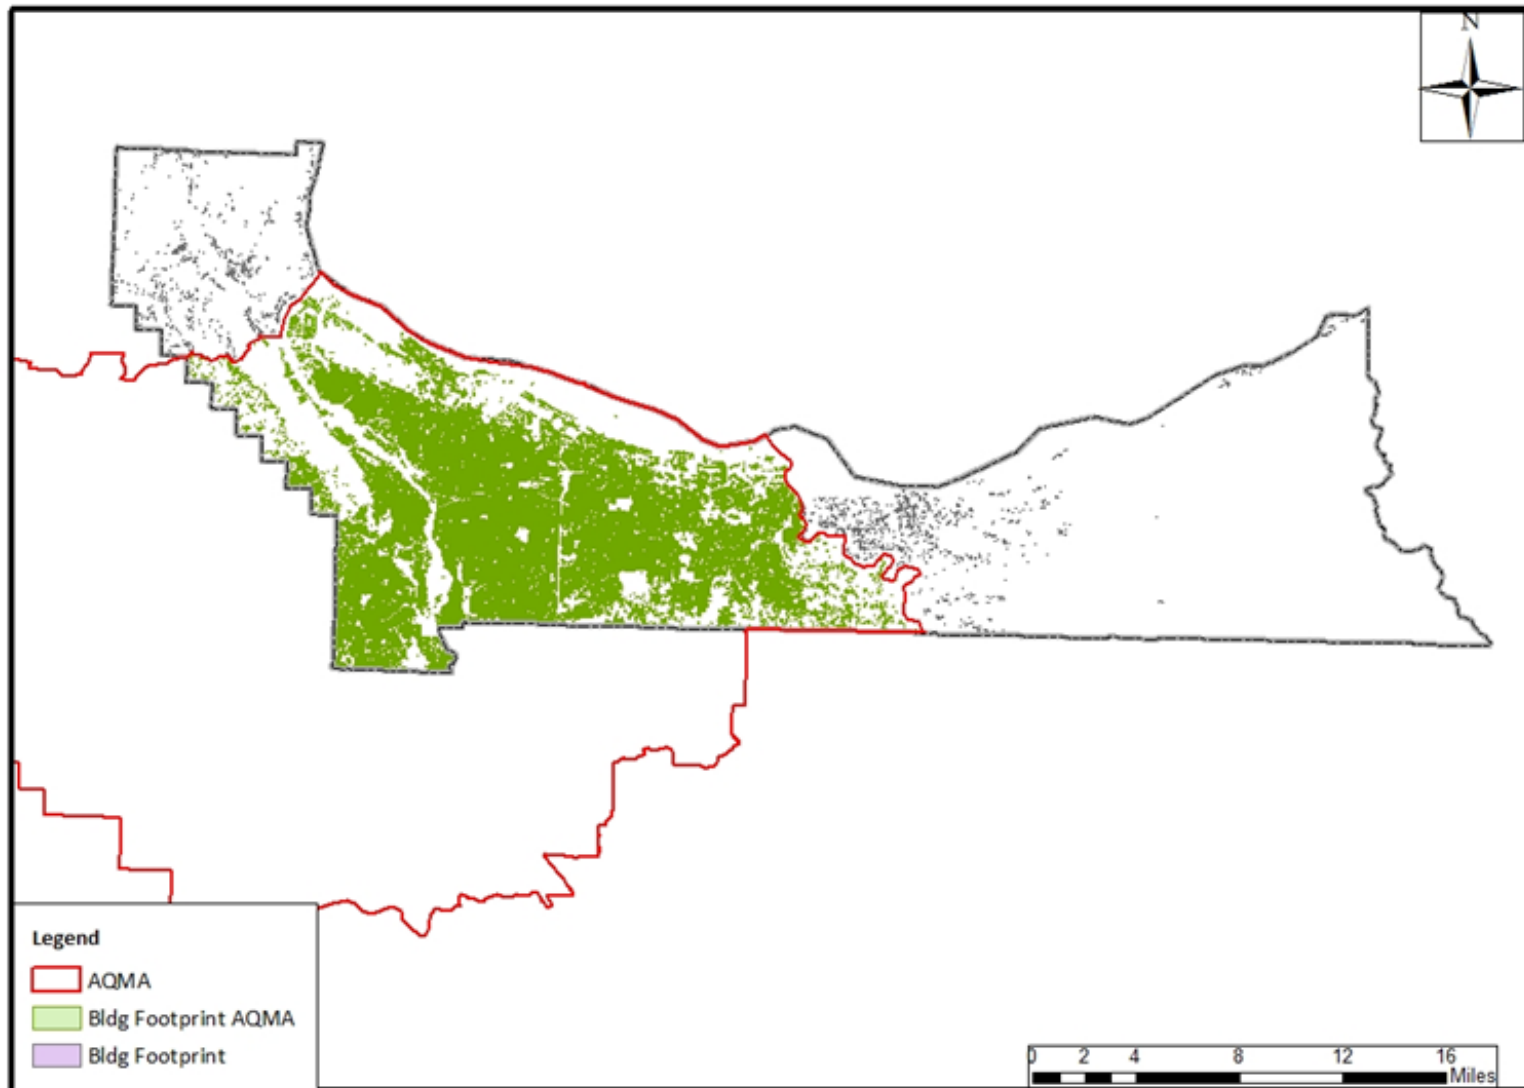 N
Legend
AQMA
Bldg Footprint AQMA
Bldg Footprint
0 2 4 8 12 16
Miles